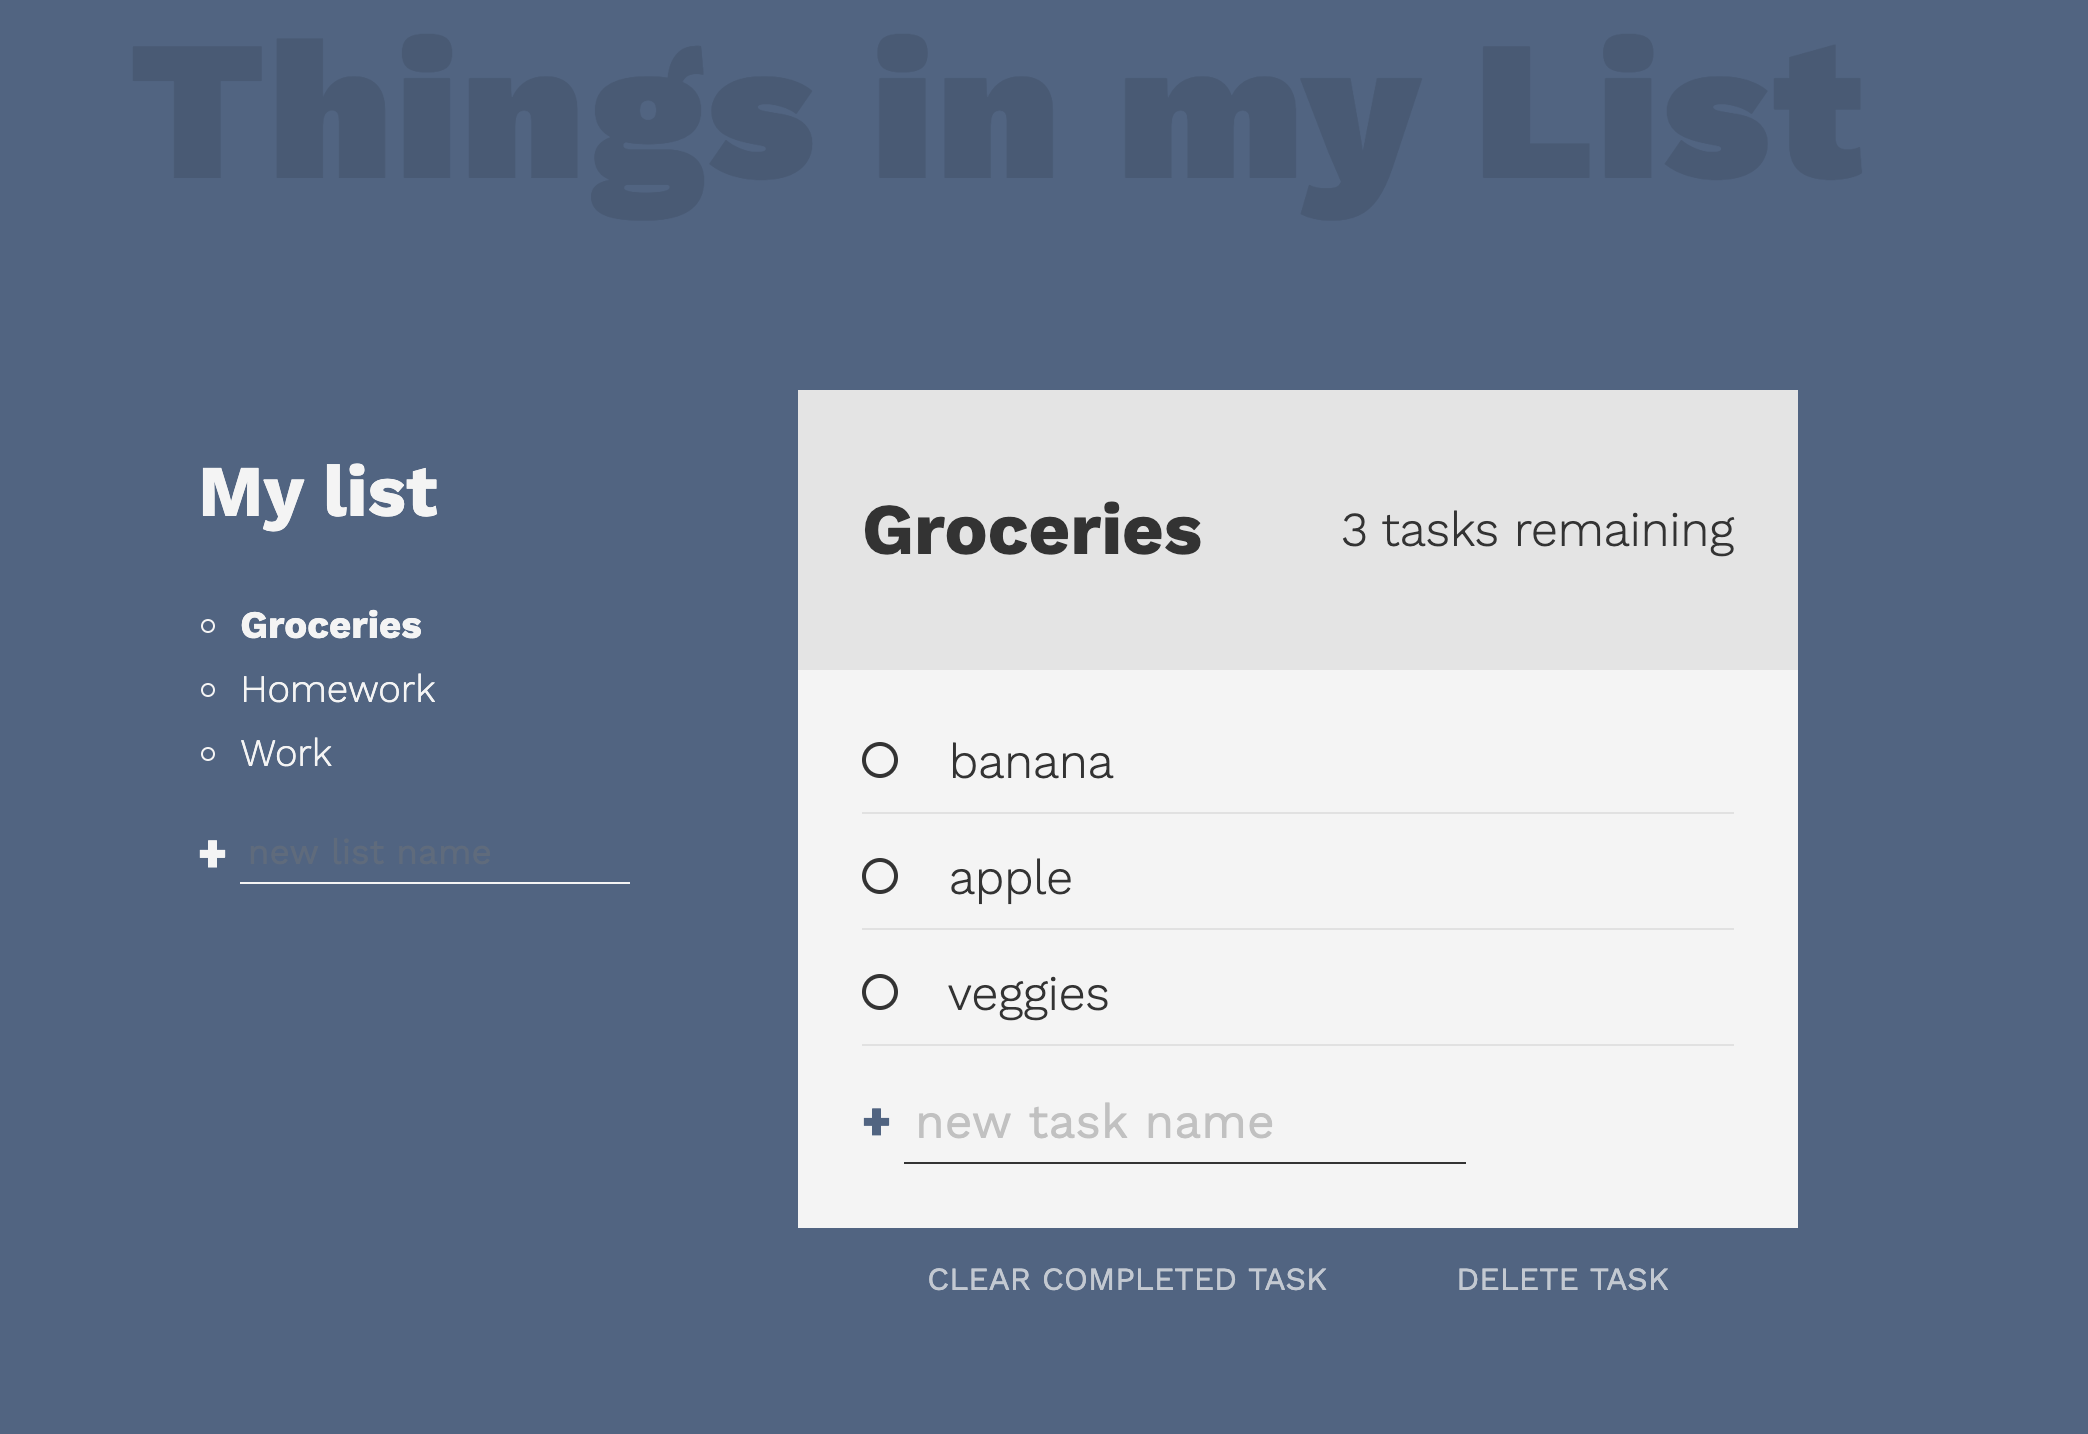 Things in my List
My list
Groceries
Homework
Work
+ new list name
Groceries
3 tasks remaining
banana
apple
veggies
+ new task name
CLEAR COMPLETED TASK
DELETE TASK